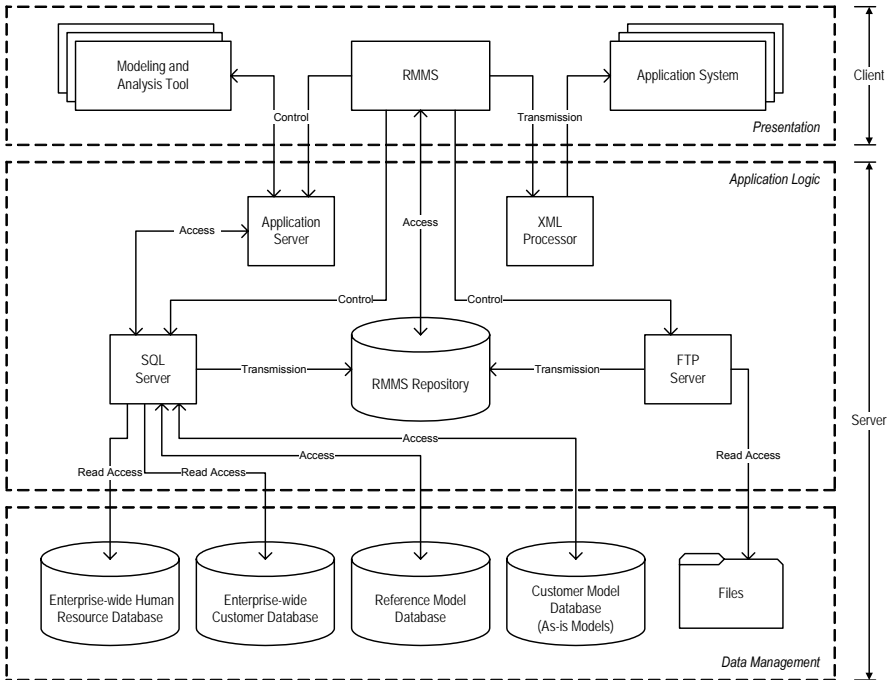 Modeling and
Analysis Tool
RMMS
Application System
Client
Control
Transmission
Presentation
Application Logic
Application
Server
XML
Processor
Access
Access
Control
Control
SQL
Server
Transmission
RMMS Repository
Transmission
FTP
Server
Server
Access
Access
Read Access
Read Access
Read Access
Enterprise-wide Human
Resource Database
Enterprise-wide
Customer Database
Reference Model
Database
Customer Model
Database
(As-is Models)
Files
Data Management